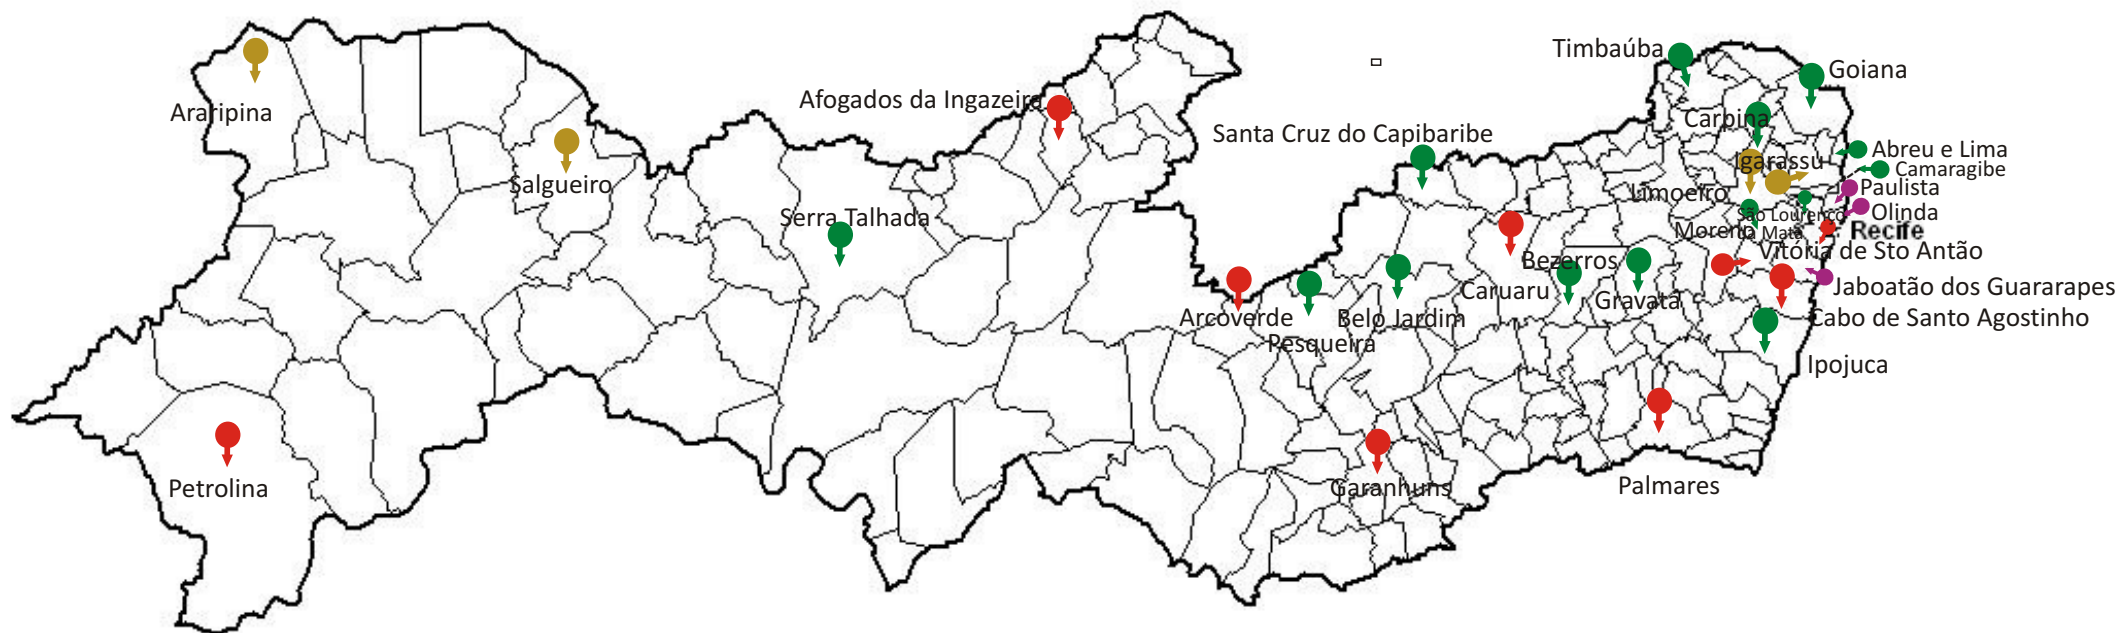 Timbaúba
Goiana
Afogados da Ingazeira
Araripina
Carpina
Santa Cruz do Capibaribe
Abreu e Lima
Igarassu
Camaragibe
Salgueiro
Paulista
Limoeiro
Serra Talhada
São Lourenço
da Mata
Olinda
Moreno
Recife
Vitória de Sto Antão
Bezerros
Jaboatão dos Guararapes
Caruaru
Gravatá
Arcoverde
Belo Jardim
Cabo de Santo Agostinho
Pesqueira
Ipojuca
Petrolina
Garanhuns
Palmares